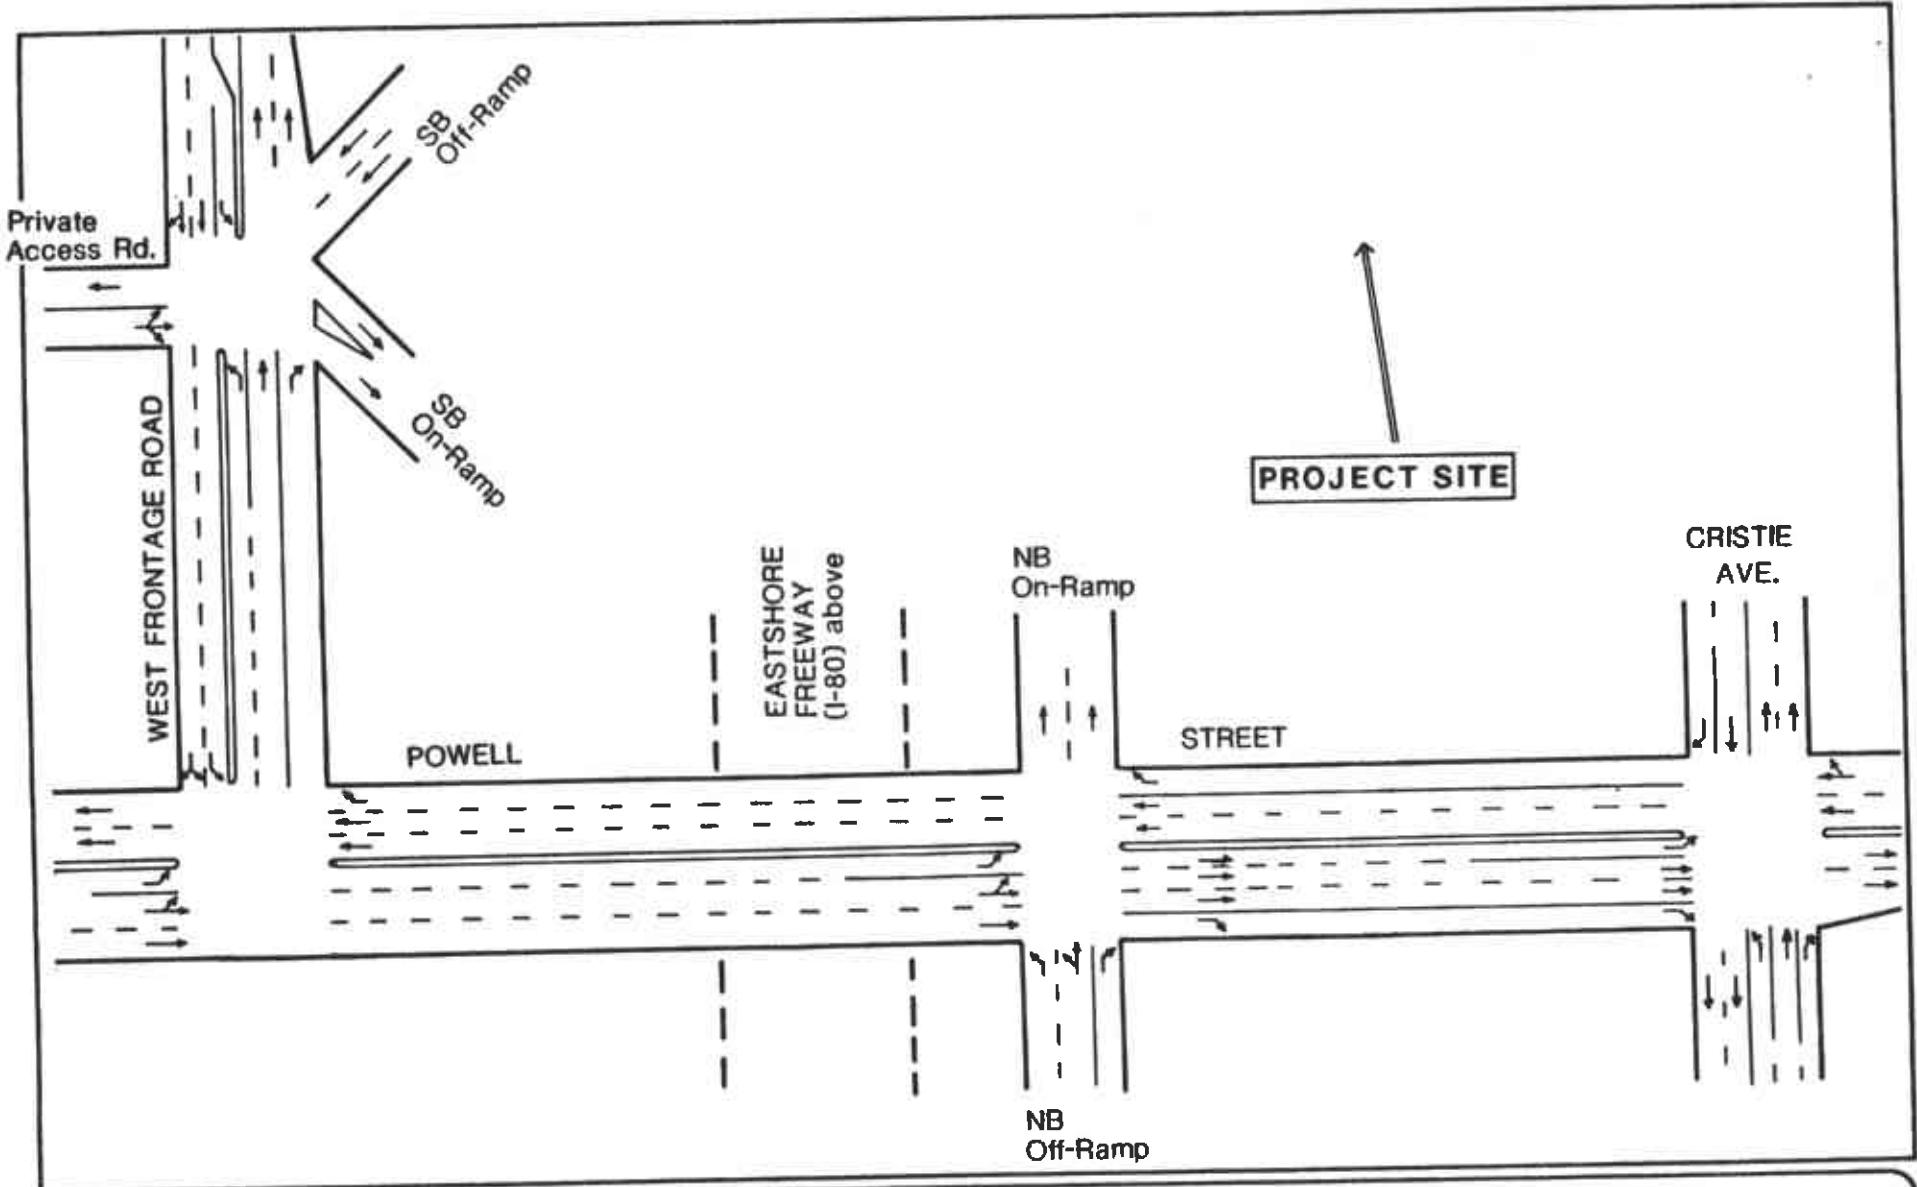 SB
Off-Ramp
Private
Access Rd.
SB
On-Ramp
WEST FRONTAGE ROAD
PROJECT SITE
CRISTIE
AVE.
NB
On-Ramp
EASTSHORE
FREEWAY
(I-80) above
POWELL
STREET
NB
Off-Ramp